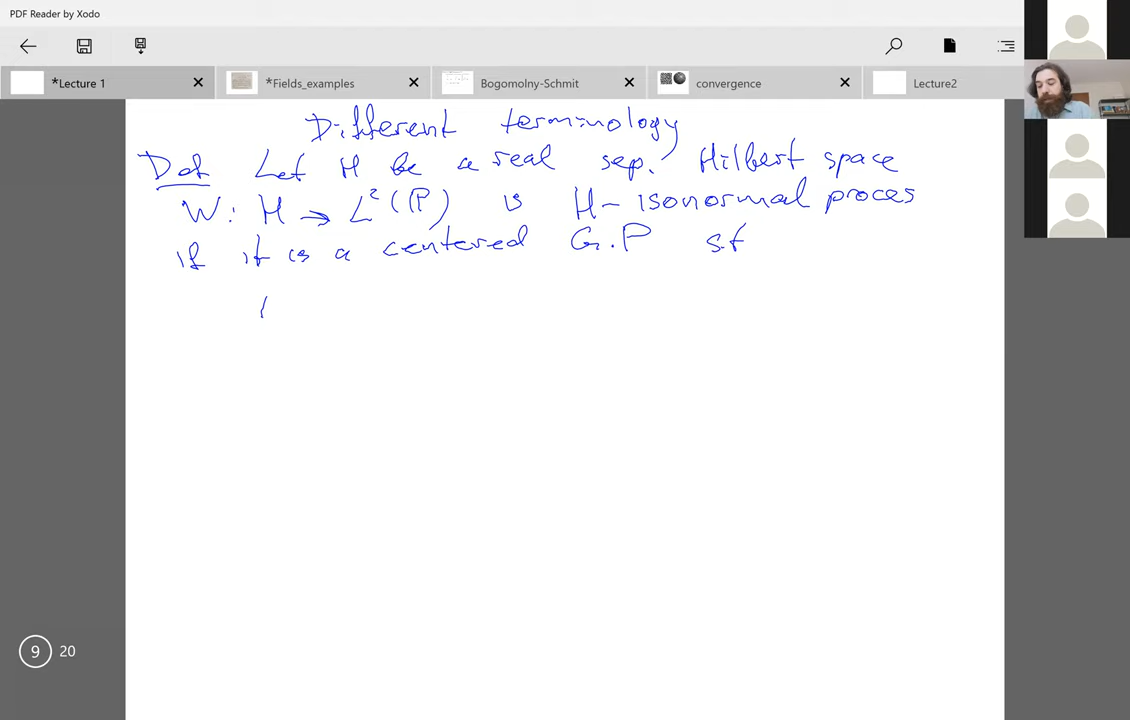 PDF Reader by Xodo
*Lecture 1 *Fields_examples Bogomolny-Schmit convergence Lecture2
Different terminology
Def Let H be a real sep. Hilbert space
W: H → L² (P) is H- isonormal proces
if it is a centered G.P s.t
(
9 20